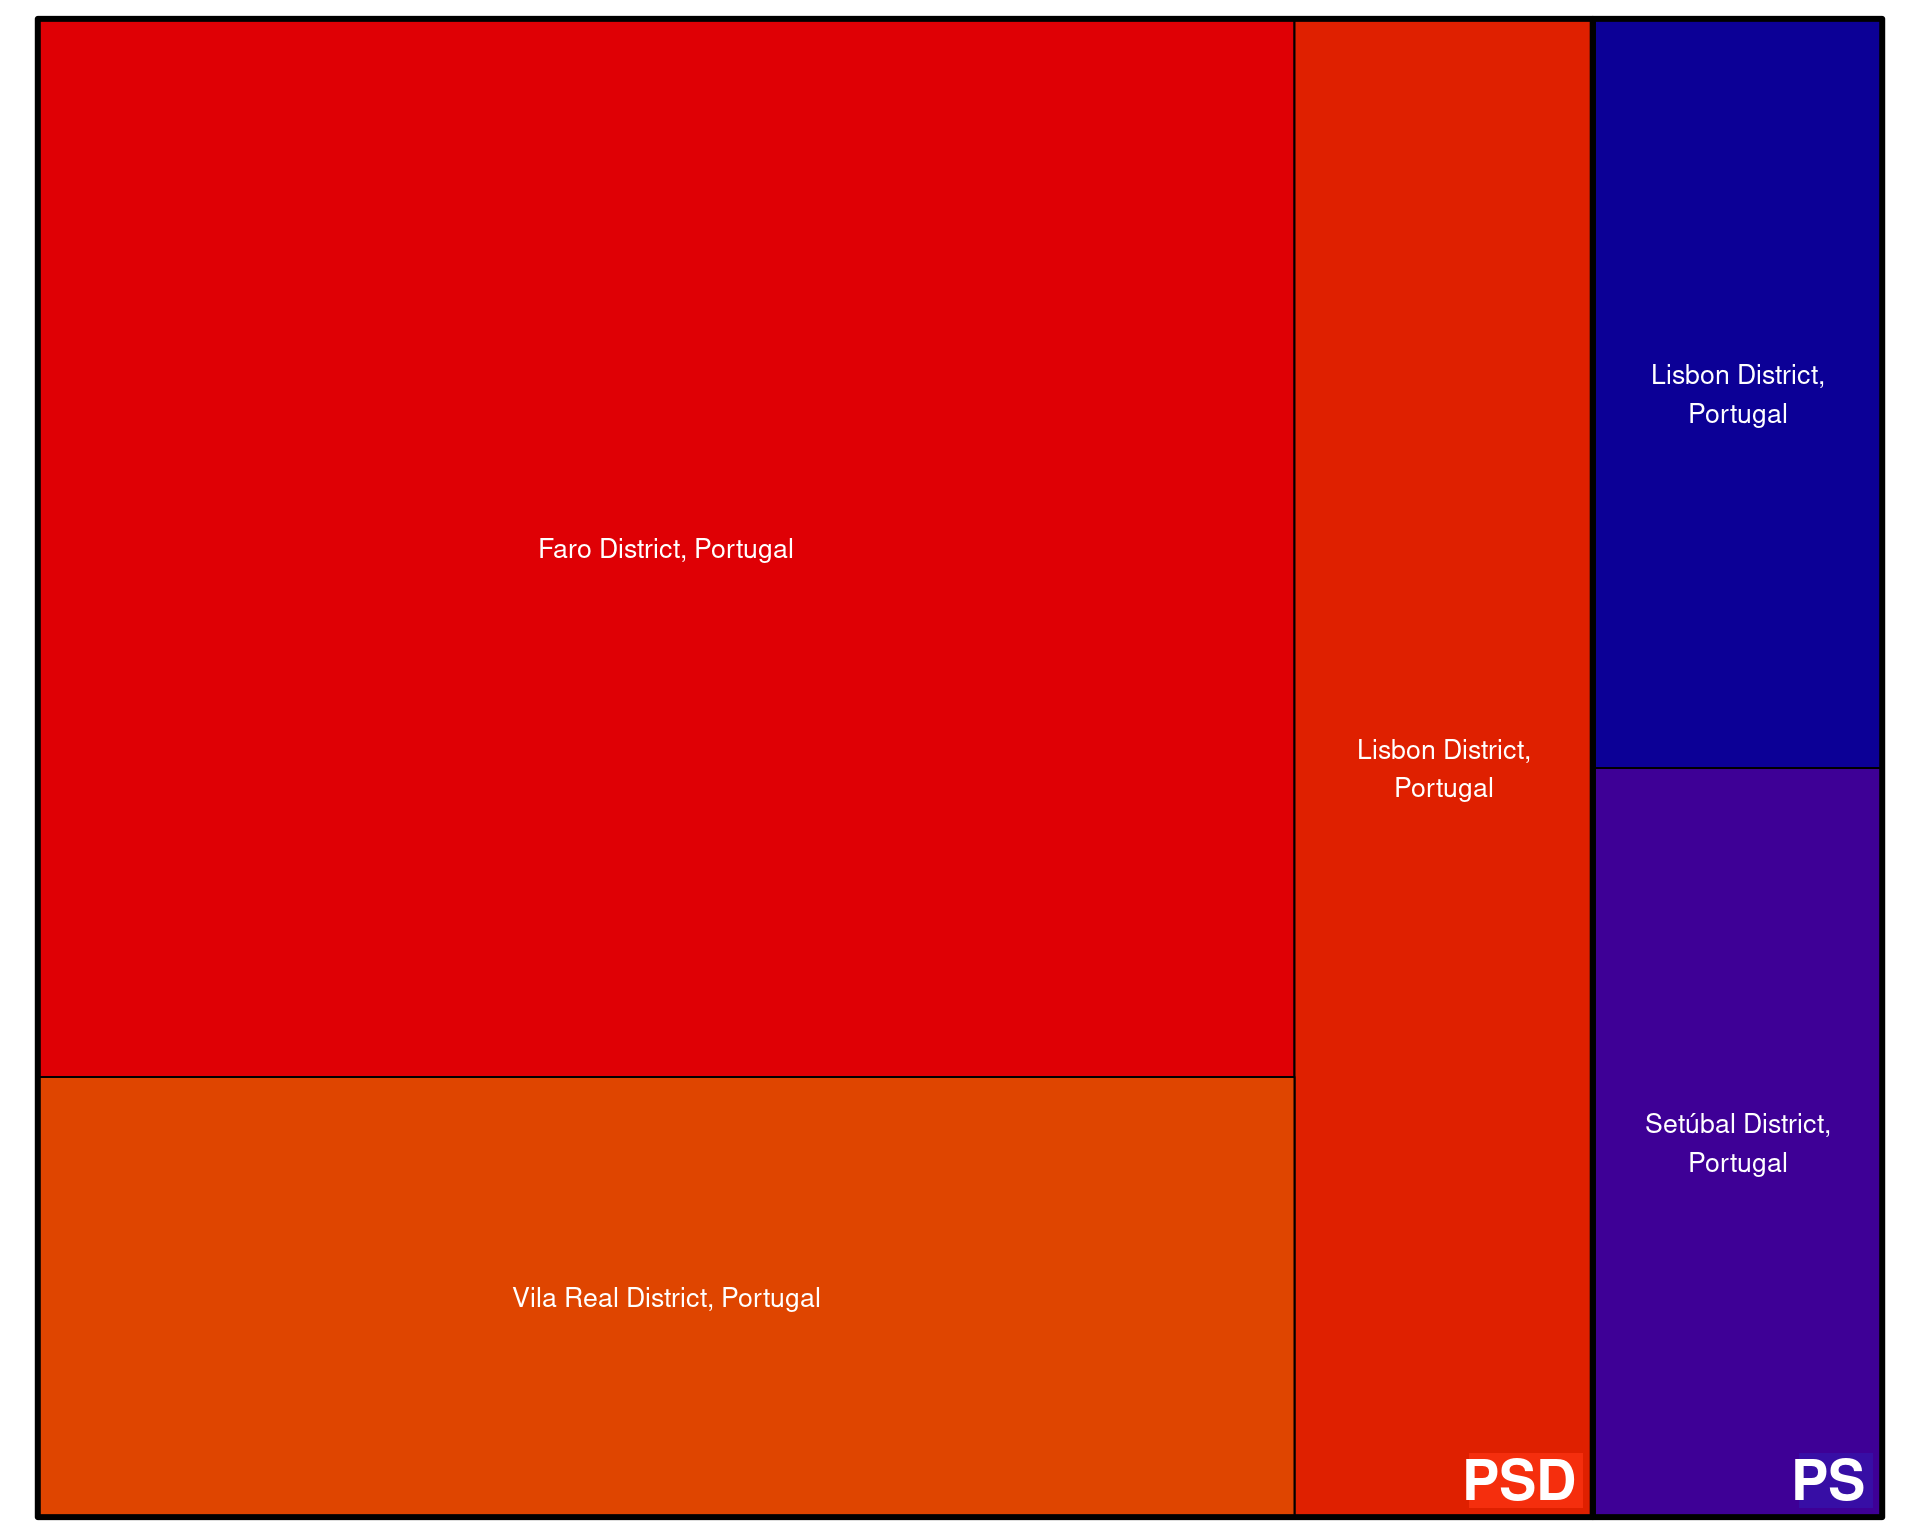 Faro District, Portugal
Vila Real District, Portugal
Lisbon District,
Portugal
PSD
Lisbon District,
Portugal
Setúbal District,
Portugal
PS